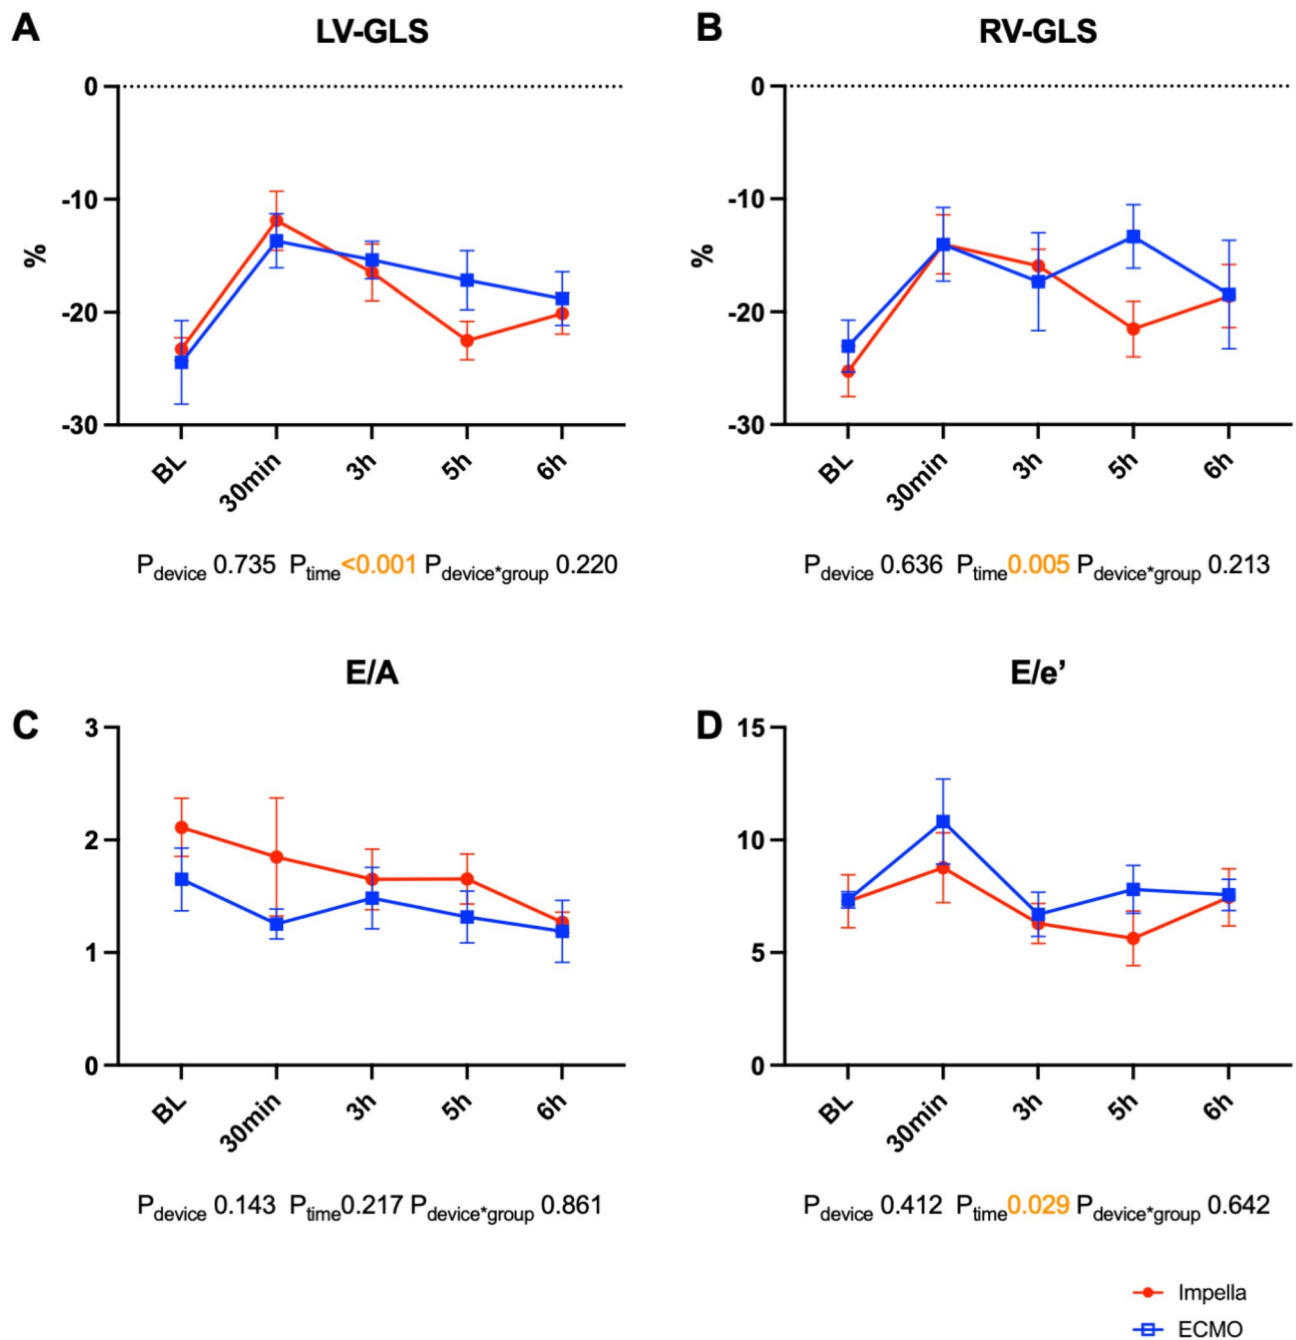 A
LV-GLS
0
-10
-20
-30
%
BL
30min
3h
5h
6h
Pdevice 0.735 Ptime<0.001 Pdevice*group 0.220
B
RV-GLS
0
-10
-20
-30
%
BL
30min
3h
5h
6h
Pdevice 0.636 Ptime0.005 Pdevice*group 0.213
C
E/A
3
2
1
0
BL
30min
3h
5h
6h
Pdevice 0.143 Ptime0.217 Pdevice*group 0.861
D
E/e’
15
10
5
0
BL
30min
3h
5h
6h
Pdevice 0.412 Ptime0.029 Pdevice*group 0.642
Impella
ECMO